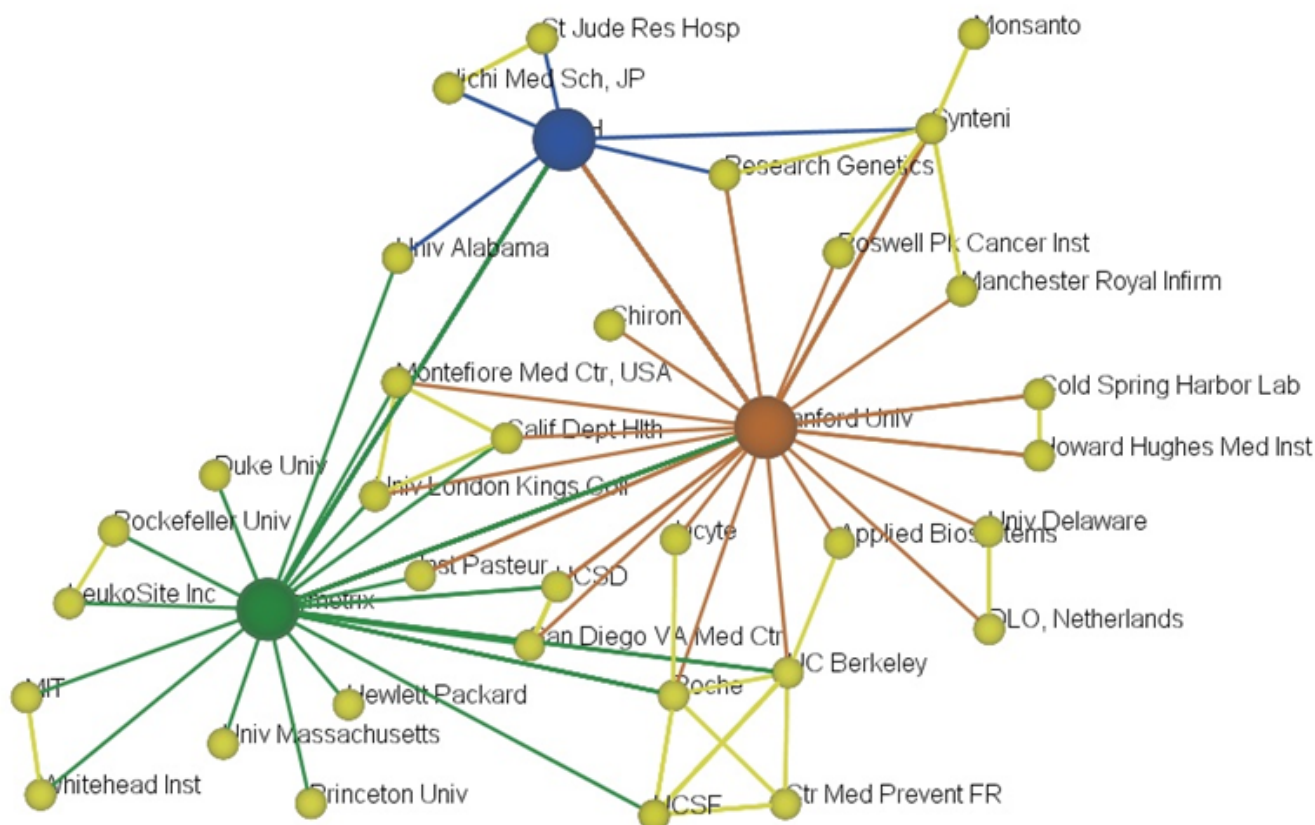 St Jude Res Hosp
Monsanto
Jichi Med Sch, JP
Synteni
Research Genetics
Univ Alabama
Roswell Pk Cancer Inst
Manchester Royal Infirm
Chiron
Montefiore Med Ctr, USA
Cold Spring Harbor Lab
Stanford Univ
Calif Dept Hlth
Howard Hughes Med Inst
Duke Univ
Univ London Kings Coll
Rockefeller Univ
Incyte
Applied Biosystems
Univ Delaware
Inst Pasteur
UCSD
LeukoSite Inc
DLO, Netherlands
San Diego VA Med Ctr
UC Berkeley
MIT
Hewlett Packard
Roche
Univ Massachusetts
Whitehead Inst
Princeton Univ
UCSF
Ctr Med Prevent FR